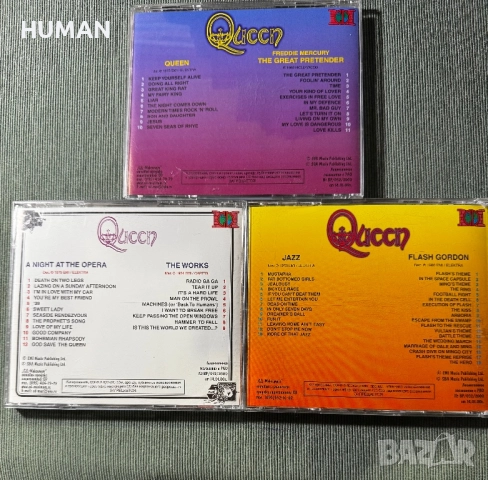 HUMAN
Queen
QUEEN
FREDDIE MERCURY
THE GREAT PRETENDER
KEEP YOURSELF ALIVE
DOING ALL RIGHT
GREAT KING RAT
MY FAIRY KING
LIAR
THE NIGHT COMES DOWN
MODERN TIMES ROCK 'N' ROLL
SON AND DAUGHTER
JESUS
SEVEN SEAS OF RHYE
THE GREAT PRETENDER
FOOLIN' AROUND
TIME
YOUR KIND OF LOVER
EXERCISES IN FREE LOVE
IN MY DEFENCE
MR. BAD GUY
LET'S TURN IT ON
LIVING ON MY OWN
MY LOVE IS DANGEROUS
LOVE KILLS
Queen
A NIGHT AT THE OPERA
THE WORKS
DEATH ON TWO LEGS
LAZING ON A SUNDAY AFTERNOON
I'M IN LOVE WITH MY CAR
YOU'RE MY BEST FRIEND
'39
SWEET LADY
SEASIDE RENDEZVOUS
THE PROPHET'S SONG
LOVE OF MY LIFE
GOOD COMPANY
BOHEMIAN RHAPSODY
GOD SAVE THE QUEEN
RADIO GA GA
TEAR IT UP
IT'S A HARD LIFE
MAN ON THE PROWL
MACHINES (or "Back To Humans")
I WANT TO BREAK FREE
KEEP PASSING THE OPEN WINDOWS
HAMMER TO FALL
IS THIS THE WORLD WE CREATED...?
Queen
JAZZ
FLASH GORDON
MUSTAPHA
FAT BOTTOMED GIRLS
JEALOUSY
BICYCLE RACE
IF YOU CAN'T BEAT THEM
LET ME ENTERTAIN YOU
DEAD ON TIME
IN ONLY SEVEN DAYS
DREAMER'S BALL
FUN IT
LEAVING HOME AIN'T EASY
DON'T STOP ME NOW
MORE OF THAT JAZZ
FLASH'S THEME
IN THE SPACE CAPSULE
MING'S THEME
THE RING
FOOTBALL FIGHT
IN THE DEATH CELL
EXECUTION OF FLASH
THE KISS
ARBORIA
ESCAPE FROM THE SWAMP
FLASH TO THE RESCUE
VULTAN'S THEME
BATTLE THEME
THE WEDDING MARCH
MARRIAGE OF DALE AND MING
CRASH DIVE ON MINGO CITY
FLASH'S THEME
THE HERO
bazar.bg